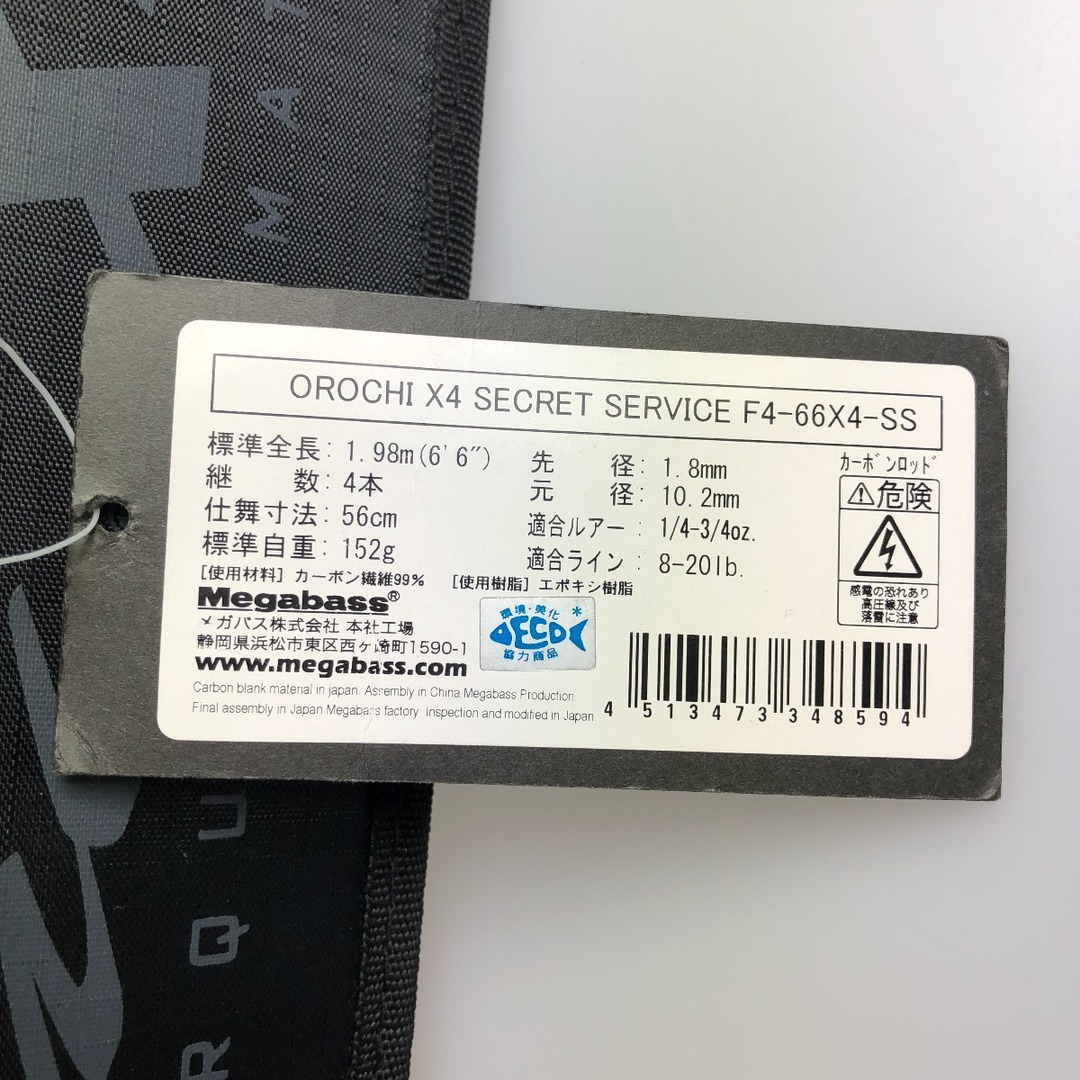 M A T
OROCHI X4 SECRET SERVICE F4-66X4-SS
標準全長: 1.98m(6'6")
継 数: 4本
仕舞寸法: 56cm
標準自重: 152g
先 径: 1.8mm
元 径: 10.2mm
適合ルアー: 1/4-3/4oz.
適合ライン: 8-20lb.
カーボンロッド
⚠危険
感電の恐れあり
高圧線及び
落雷に注意
[使用材料] カーボン繊維99% [使用樹脂] エポキシ樹脂
Megabass®
メガバス株式会社 本社工場
静岡県浜松市東区西ヶ崎町1590-1
www.megabass.com
環境・美化
DECO
協力商品
Carbon blank material in japan. Assembly in China Megabass Production.
Final assembly in Japan Megabass factory Inspection and modified in Japan.
4 513473 348594
R Q U